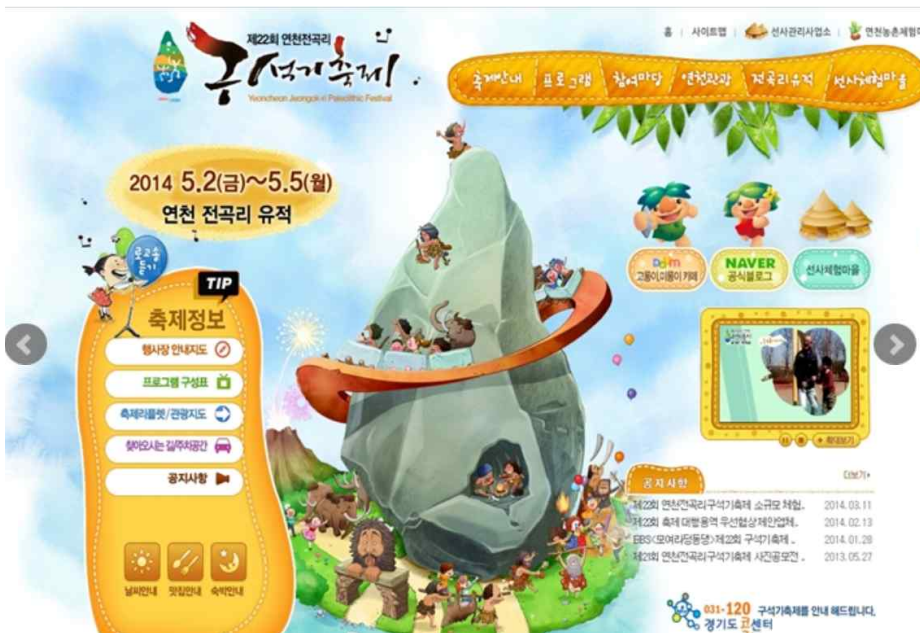 제22회 연천전곡리
구석기축제!
Yeoncheon Jeongok-ri Paleolithic Festival
홈 | 사이트맵 | 선사관리사업소 | 연천농촌체험마
축제안내 프로그램 참여마당 연천관광 전곡리유적 선사체험마을
2014 5.2(금)~5.5(월)
연천 전곡리 유적
로고송
듣기
TIP
축제정보
행사장 안내지도
프로그램 구성표
축제리플렛/관광지도
찾아오시는 길/주차공간
공지사항
날씨안내 맛집안내 숙박안내
Daum
고롱이,미롱이 카페
NAVER
공식블로그
선사체험마을
확대보기
공지사항
더보기
제22회 연천전곡리구석기축제 소규모 체험.. 2014.03.11
제22회 축제 대행용역 우선협상 제안업체.. 2014.02.13
EBS<모여라딩동댕>제22회 구석기축제 .. 2014.01.28
제21회 연천전곡리구석기축제 사진공모전 .. 2013.05.27
031-120 구석기축제를 안내 해드립니다.
경기도 콜센터